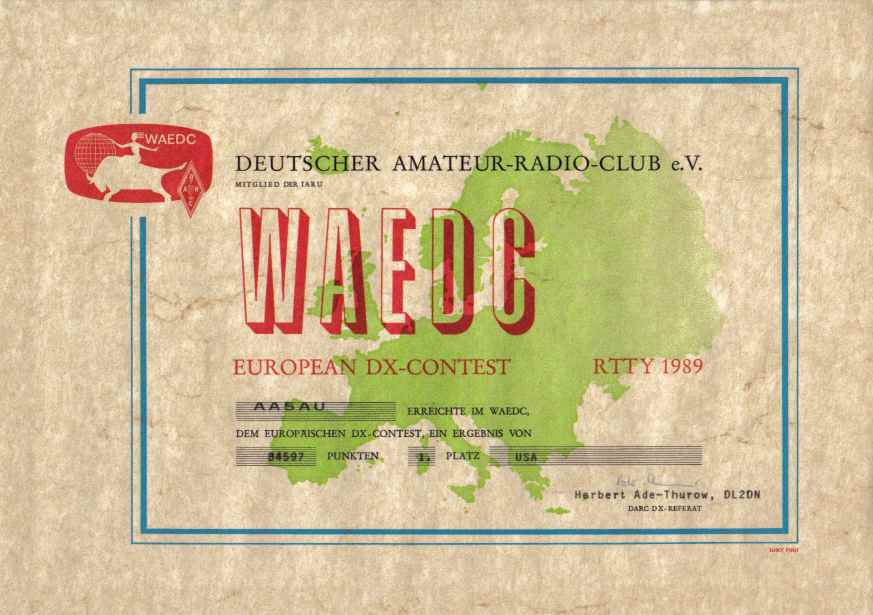 WAEDC
DARC
DEUTSCHER AMATEUR-RADIO-CLUB e.V.
MITGLIED DER IARU
WAEDC
EUROPEAN DX-CONTEST RTTY 1989
AA5AU ERREICHTE IM WAEDC,
DEM EUROPÄISCHEN DX-CONTEST, EIN ERGEBNIS VON
84597 PUNKTEN 1. PLATZ USA
Herbert Ade-Thurow, DL2DN
DARC DX-REFERAT